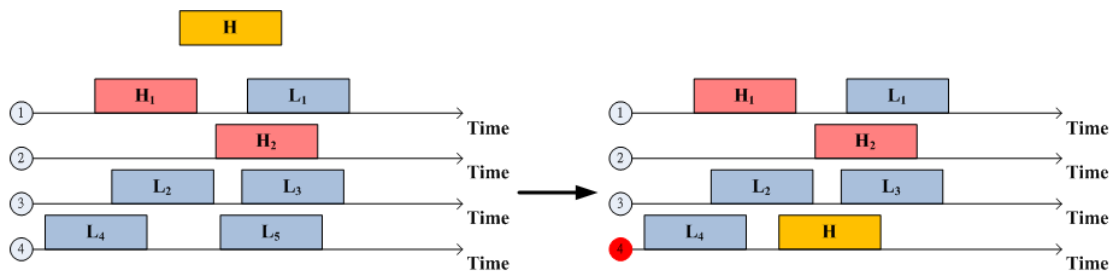 H
H₁ L₁ H₁ L₁
1 Time 1 Time
H₂ H₂
2 Time 2 Time
L₂ L₃ L₂ L₃
3 Time 3 Time
L₄ L₅ L₄ H
4 Time 4 Time